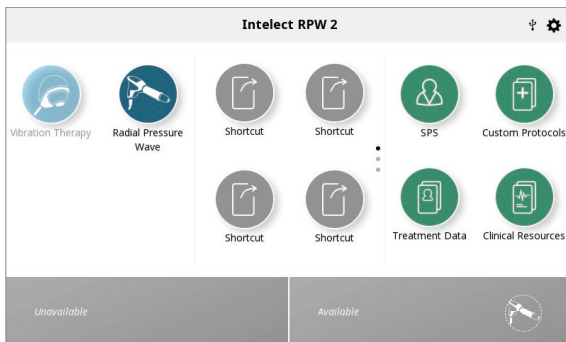 Intelect RPW 2
Vibration Therapy
Radial Pressure
Wave
Shortcut
Shortcut
SPS
Custom Protocols
Shortcut
Shortcut
Treatment Data
Clinical Resources
Unavailable
Available